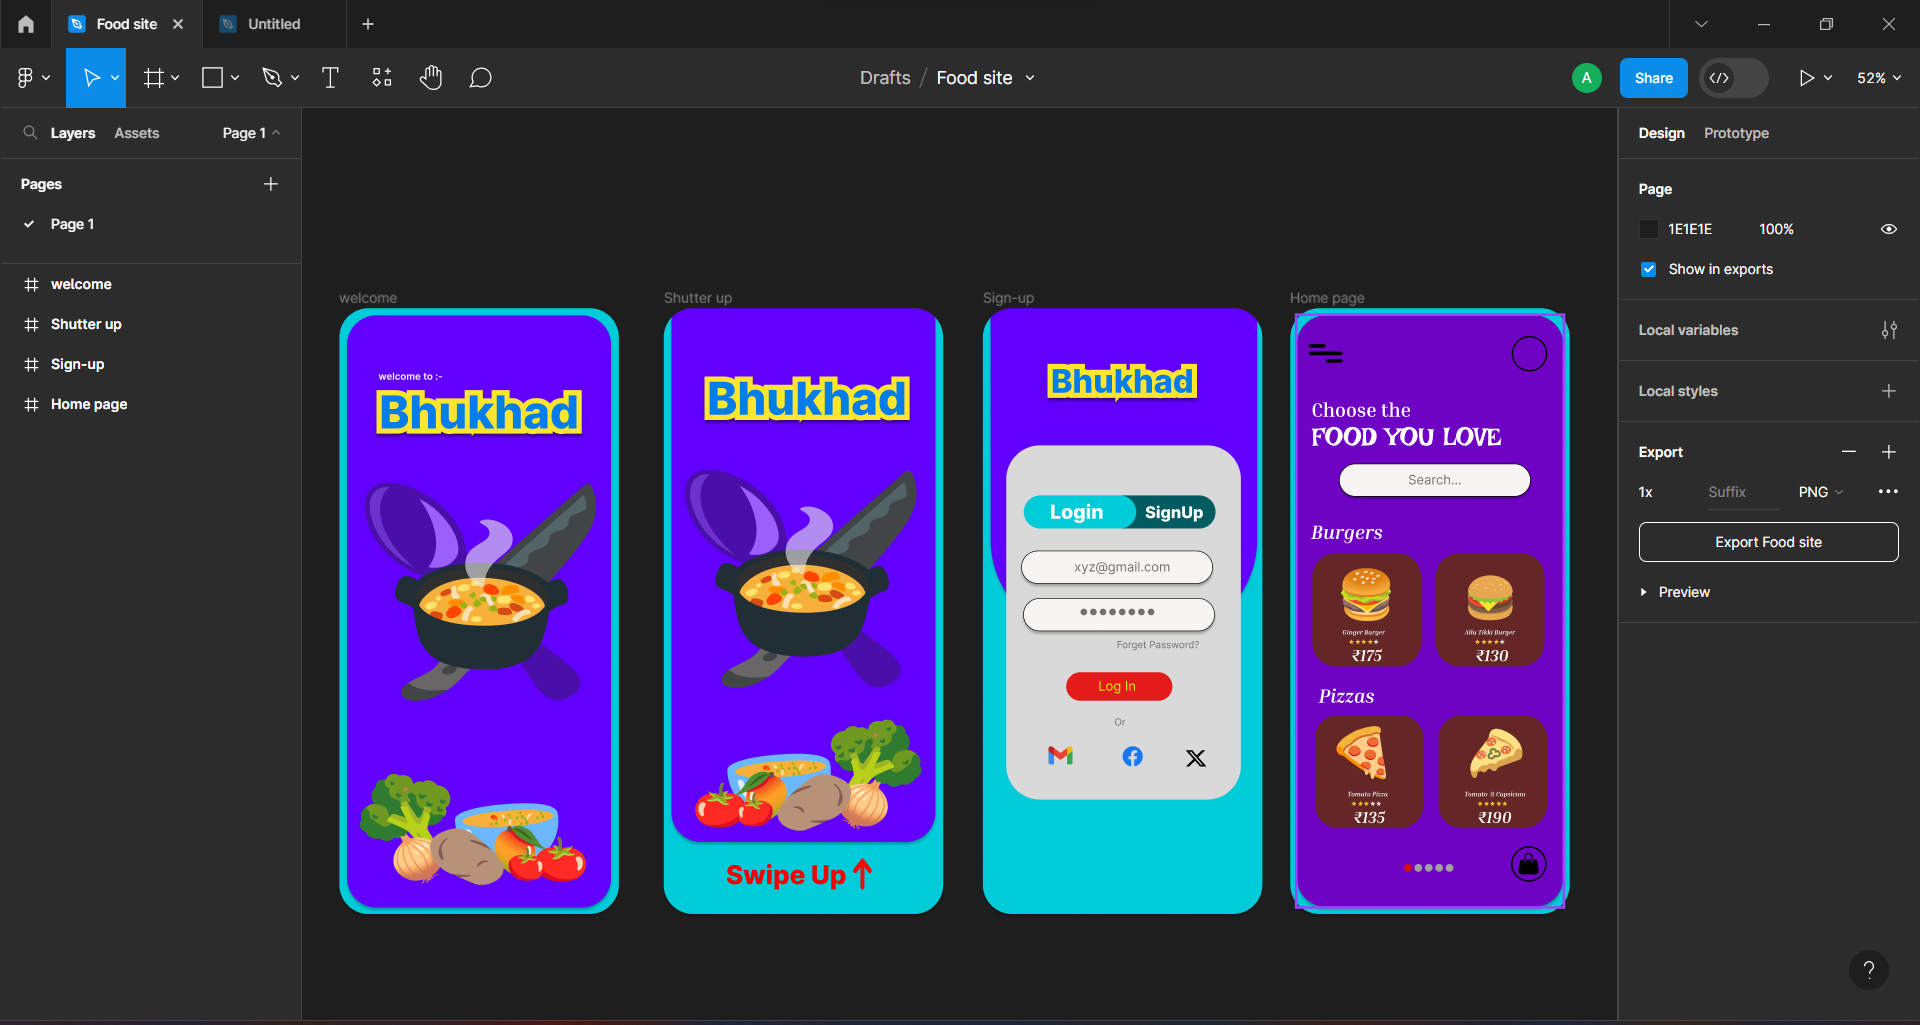 Food site
Untitled
Drafts / Food site
A
Share
52%
Layers
Assets
Page 1
Pages
Page 1
welcome
Shutter up
Sign-up
Home page
welcome
welcome to :-
Bhukhad
Shutter up
Bhukhad
Swipe Up
Sign-up
Bhukhad
Login
SignUp
xyz@gmail.com
Forget Password?
Log In
Or
Home page
Choose the
FOOD YOU LOVE
Search...
Burgers
Ginger Burger
₹175
Allu Tikki Burger
₹130
Pizzas
Tomato Pizza
₹135
Tomato & Capsicum
₹190
Design
Prototype
Page
1E1E1E
100%
Show in exports
Local variables
Local styles
Export
1x
Suffix
PNG
Export Food site
Preview
?